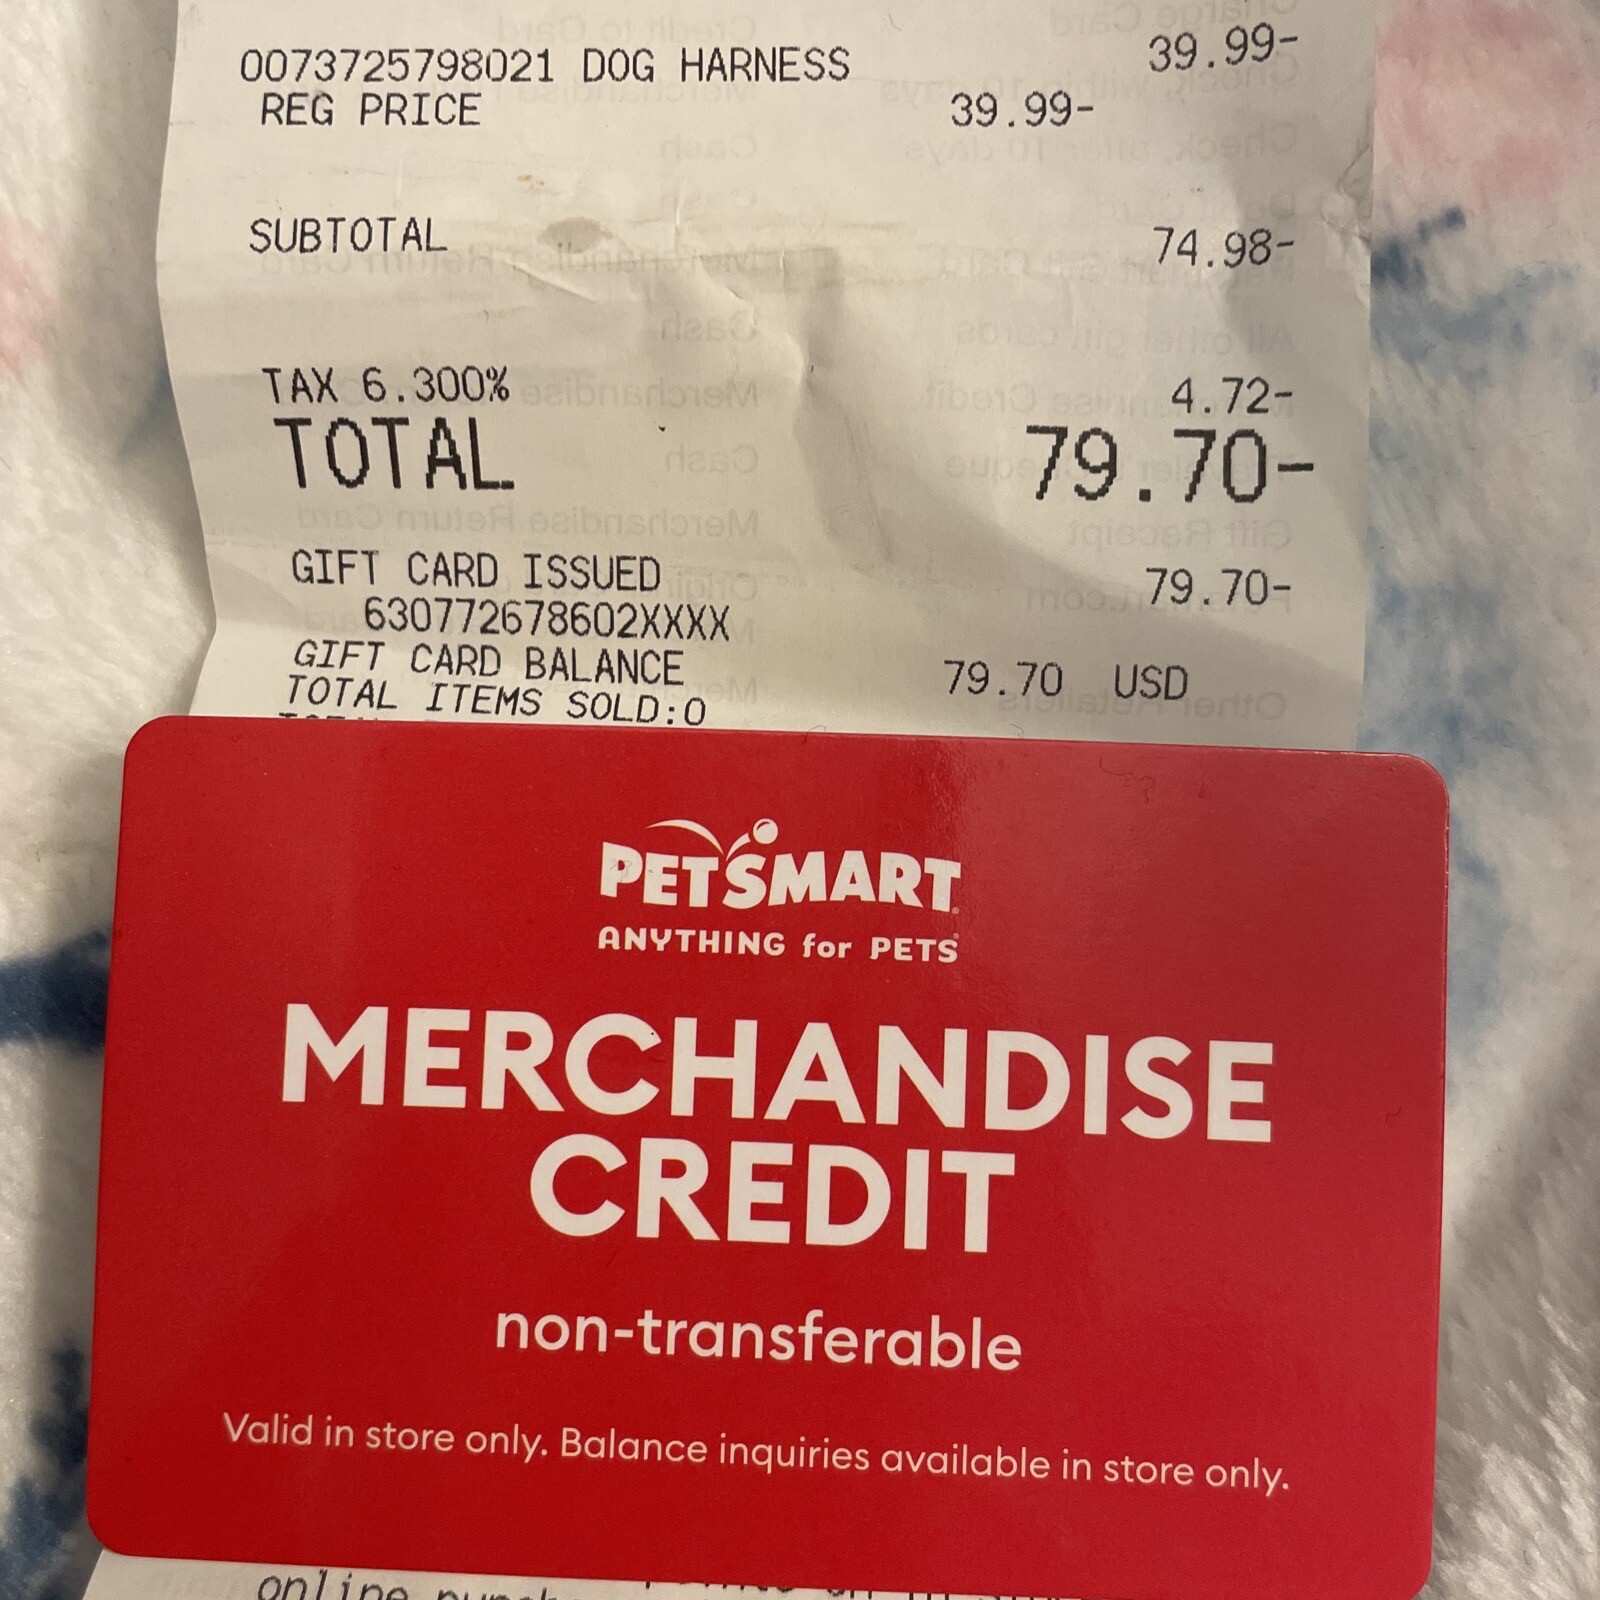 0073725798021 DOG HARNESS 39.99-
REG PRICE 39.99-
SUBTOTAL 74.98-
TAX 6.300% 4.72-
TOTAL 79.70-
GIFT CARD ISSUED 79.70-
630772678602XXXX
GIFT CARD BALANCE 79.70 USD
TOTAL ITEMS SOLD:0
PETSMART
ANYTHING for PETS
MERCHANDISE
CREDIT
non-transferable
Valid in store only. Balance inquiries available in store only.
online